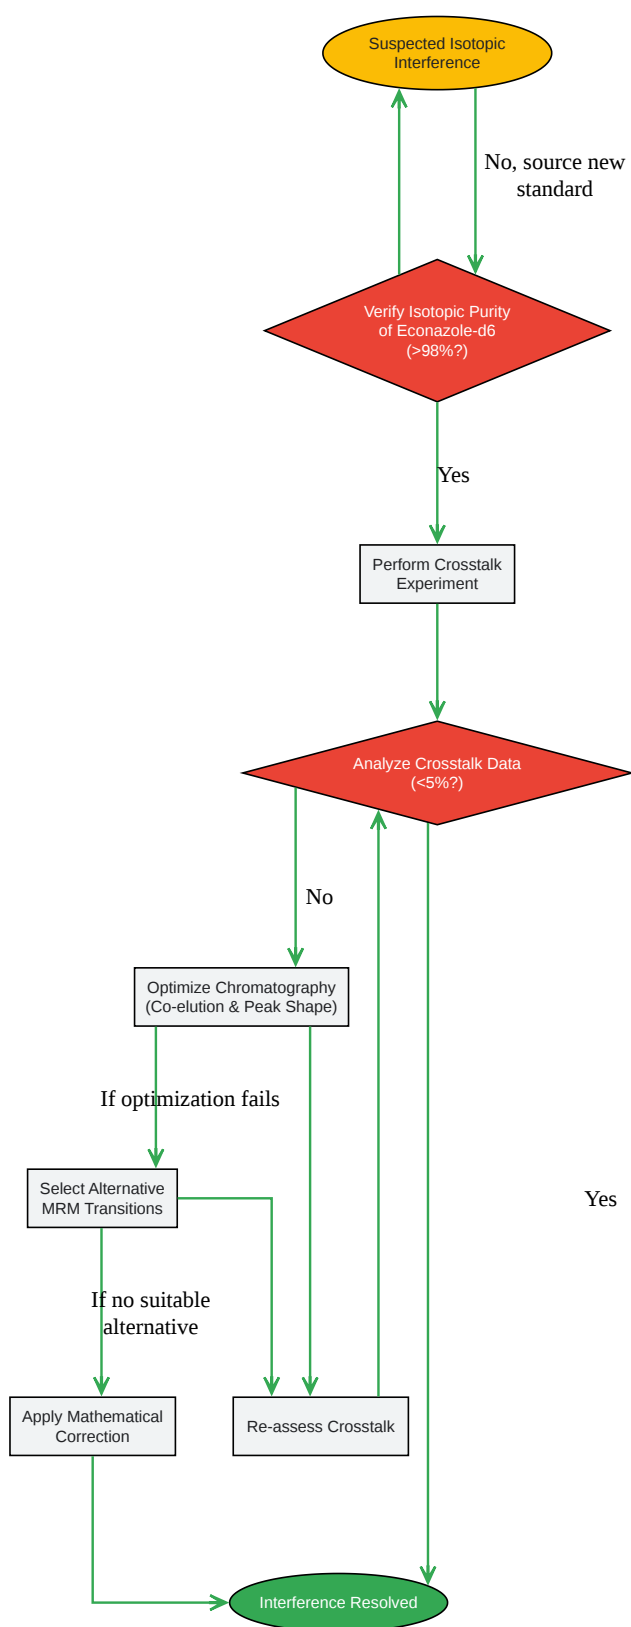 Suspected Isotopic
Interference
No, source new
standard
Verify Isotopic Purity
of Econazole-d6
(>98%?)
Yes
Perform Crosstalk
Experiment
Analyze Crosstalk Data
(<5%?)
No
Optimize Chromatography
(Co-elution & Peak Shape)
If optimization fails
Select Alternative
MRM Transitions
Yes
If no suitable
alternative
Apply Mathematical
Correction
Re-assess Crosstalk
Interference Resolved